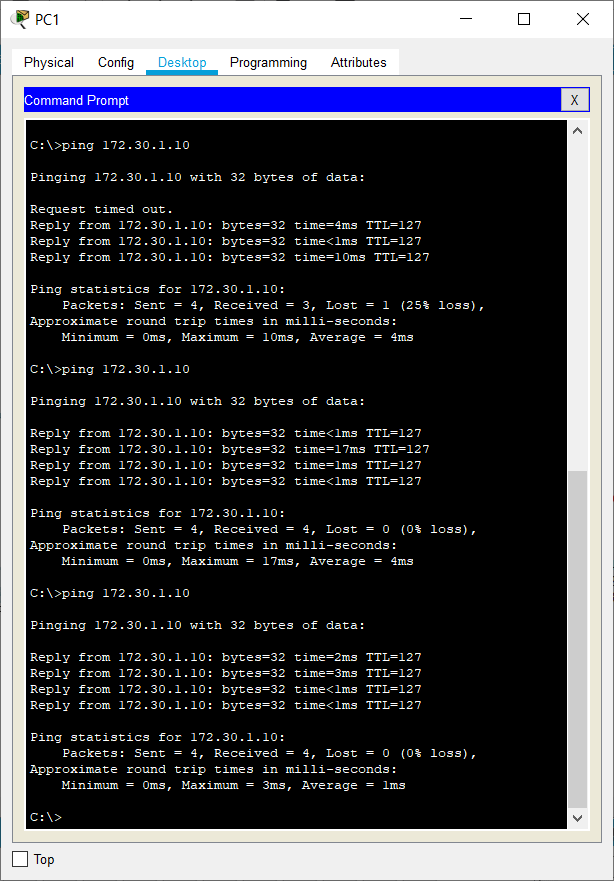 PC1
Physical Config Desktop Programming Attributes
Command Prompt X
C:\>ping 172.30.1.10
Pinging 172.30.1.10 with 32 bytes of data:
Request timed out.
Reply from 172.30.1.10: bytes=32 time=4ms TTL=127
Reply from 172.30.1.10: bytes=32 time<1ms TTL=127
Reply from 172.30.1.10: bytes=32 time=10ms TTL=127
Ping statistics for 172.30.1.10:
Packets: Sent = 4, Received = 3, Lost = 1 (25% loss),
Approximate round trip times in milli-seconds:
Minimum = 0ms, Maximum = 10ms, Average = 4ms
C:\>ping 172.30.1.10
Pinging 172.30.1.10 with 32 bytes of data:
Reply from 172.30.1.10: bytes=32 time<1ms TTL=127
Reply from 172.30.1.10: bytes=32 time=17ms TTL=127
Reply from 172.30.1.10: bytes=32 time=1ms TTL=127
Reply from 172.30.1.10: bytes=32 time<1ms TTL=127
Ping statistics for 172.30.1.10:
Packets: Sent = 4, Received = 4, Lost = 0 (0% loss),
Approximate round trip times in milli-seconds:
Minimum = 0ms, Maximum = 17ms, Average = 4ms
C:\>ping 172.30.1.10
Pinging 172.30.1.10 with 32 bytes of data:
Reply from 172.30.1.10: bytes=32 time=2ms TTL=127
Reply from 172.30.1.10: bytes=32 time=3ms TTL=127
Reply from 172.30.1.10: bytes=32 time<1ms TTL=127
Reply from 172.30.1.10: bytes=32 time<1ms TTL=127
Ping statistics for 172.30.1.10:
Packets: Sent = 4, Received = 4, Lost = 0 (0% loss),
Approximate round trip times in milli-seconds:
Minimum = 0ms, Maximum = 3ms, Average = 1ms
C:\>
Top